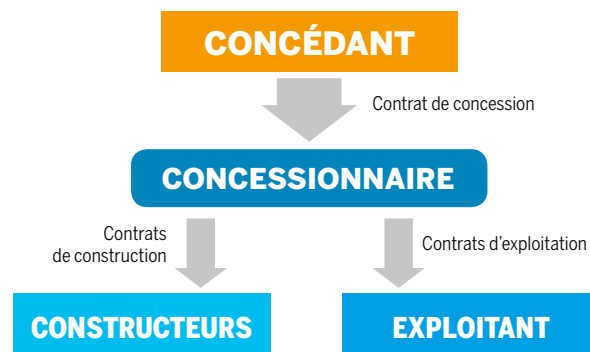 CONCÉDANT
Contrat de concession
CONCESSIONNAIRE
Contrats
de construction
Contrats d'exploitation
CONSTRUCTEURS
EXPLOITANT